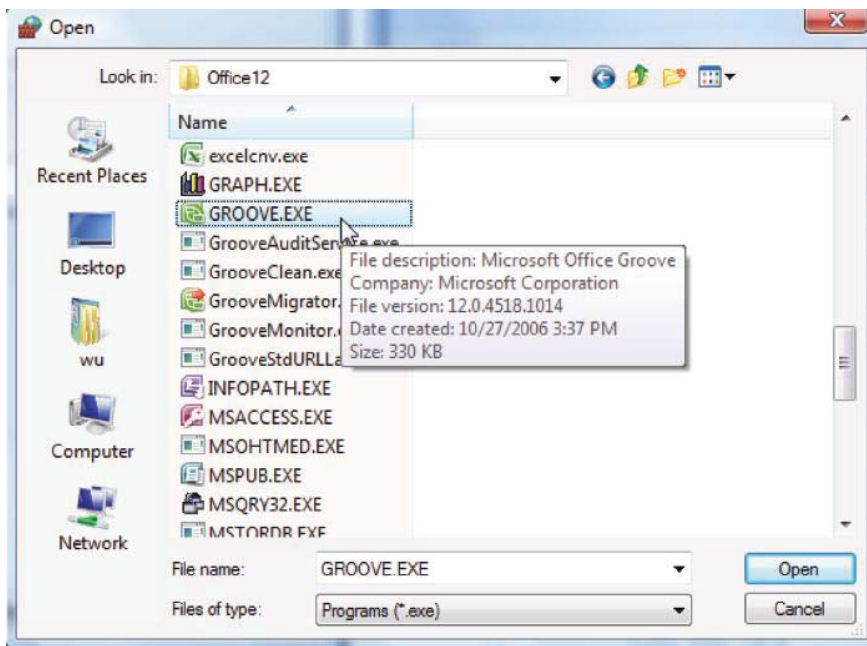 Open
Look in: Office12
Name
Recent Places
Desktop
wu
Computer
Network
excelcnv.exe
GRAPH.EXE
GROOVE.EXE
GrooveClean.exe
GrooveMigrator.
INFOPATH.EXE
MSACCESS.EXE
MSOHTMED.EXE
MSPUB.EXE
MSQRY32.EXE
MSTORDB.EXE
File description: Microsoft Office Groove
Company: Microsoft Corporation
File version: 12.0.4518.1014
Date created: 10/27/2006 3:37 PM
Size: 330 KB
File name: GROOVE.EXE
Open
Files of type: Programs (*.exe)
Cancel